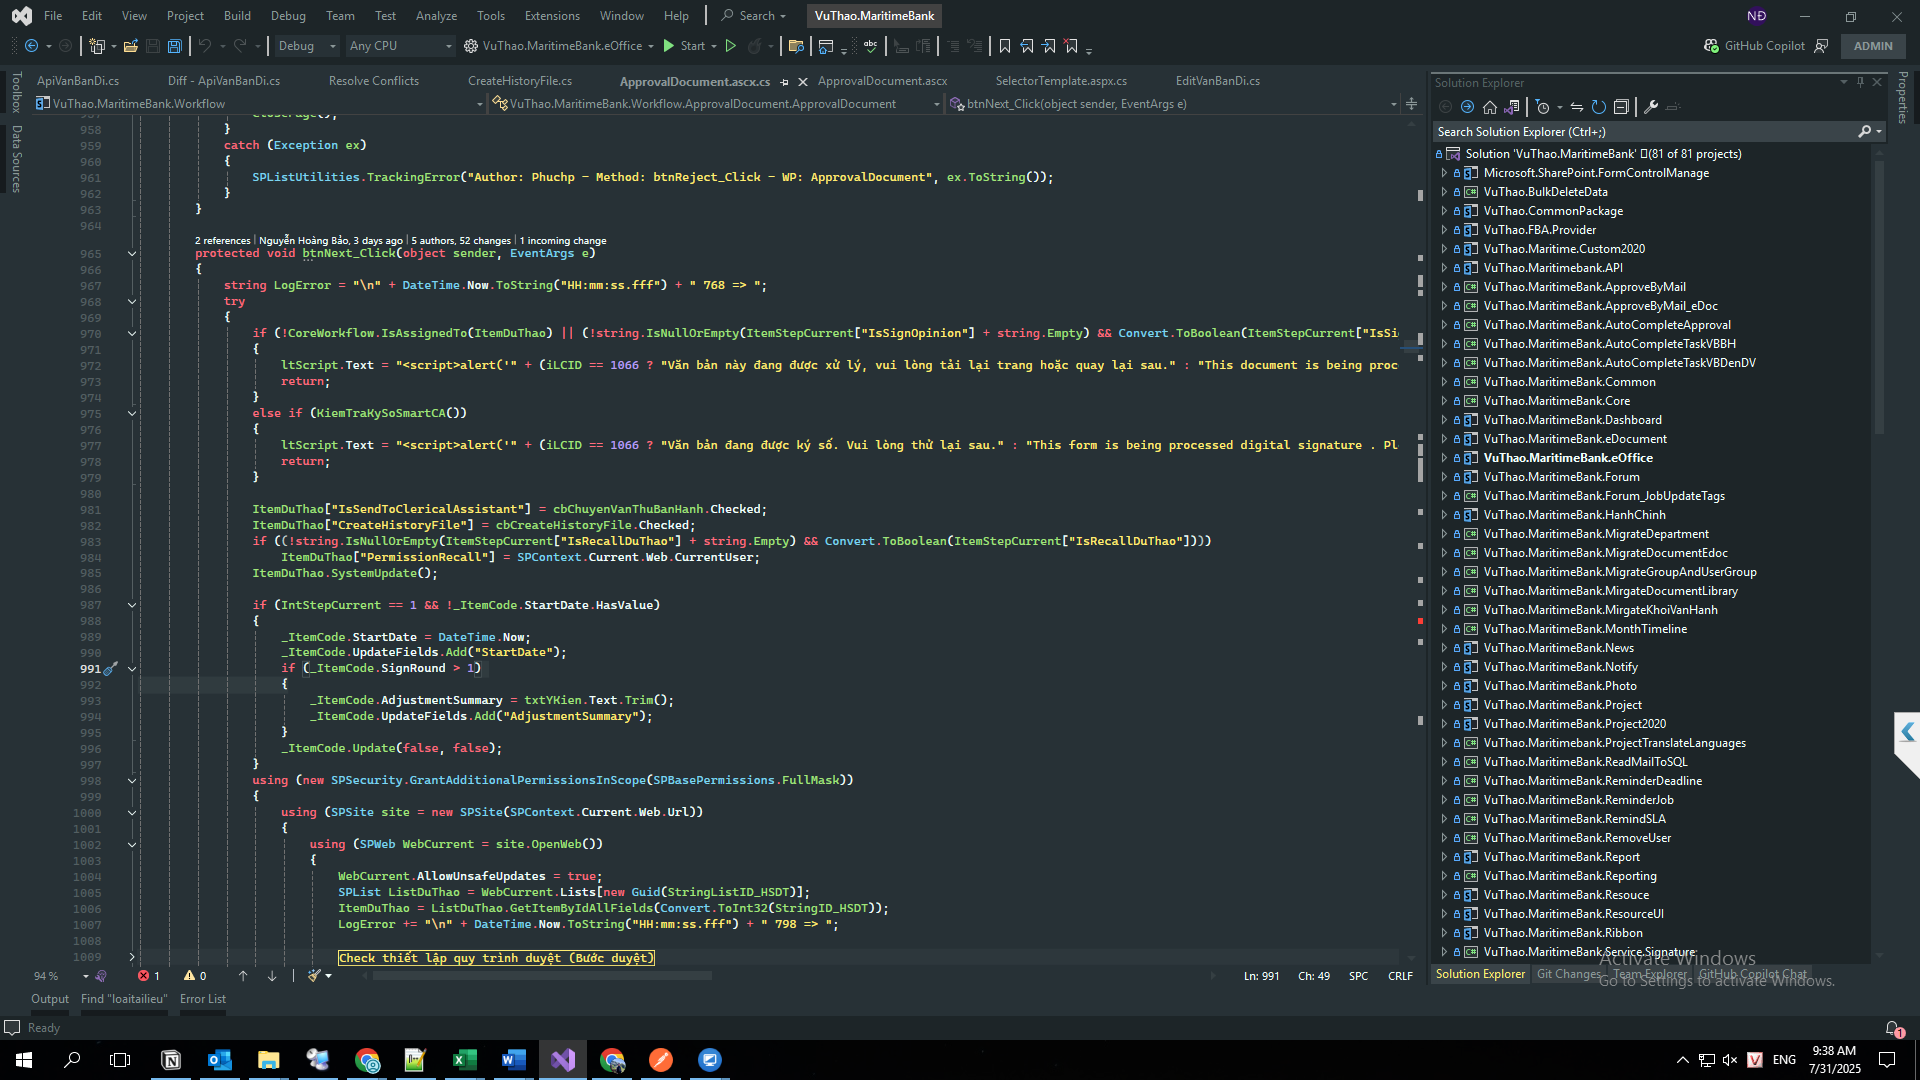 File Edit View Project Build Debug Team Test Analyze Tools Extensions Window Help Search VuThao.MaritimeBank NĐ
Debug Any CPU VuThao.MaritimeBank.eOffice Start GitHub Copilot ADMIN
ApiVanBanDi.cs Diff - ApiVanBanDi.cs Resolve Conflicts CreateHistoryFile.cs ApprovalDocument.ascx.cs ApprovalDocument.ascx SelectorTemplate.aspx.cs EditVanBanDi.cs
VuThao.MaritimeBank.Workflow VuThao.MaritimeBank.Workflow.ApprovalDocument.ApprovalDocument btnNext_Click(object sender, EventArgs e)
Toolbox
Data Sources
958 }
959 catch (Exception ex)
960 {
961 SPListUtilities.TrackingError("Author: Phuchp - Method: btnReject_Click - WP: ApprovalDocument", ex.ToString());
962 }
963 }
964
2 references | Nguyễn Hoàng Bảo, 3 days ago | 5 authors, 52 changes | 1 incoming change
965 protected void btnNext_Click(object sender, EventArgs e)
966 {
967 string LogError = "\n" + DateTime.Now.ToString("HH:mm:ss.fff") + " 768 => ";
968 try
969 {
970 if (!CoreWorkflow.IsAssignedTo(ItemDuThao) || (!string.IsNullOrEmpty(ItemStepCurrent["IsSignOpinion"] + string.Empty) && Convert.ToBoolean(ItemStepCurrent["IsSi
971 {
972 ltScript.Text = "<script>alert('" + (iLCID == 1066 ? "Văn bản này đang được xử lý, vui lòng tải lại trang hoặc quay lại sau." : "This document is being proc
973 return;
974 }
975 else if (KiemTraKySoSmartCA())
976 {
977 ltScript.Text = "<script>alert('" + (iLCID == 1066 ? "Văn bản đang được ký số. Vui lòng thử lại sau." : "This form is being processed digital signature . Pl
978 return;
979 }
980
981 ItemDuThao["IsSendToClericalAssistant"] = cbChuyenVanThuBanHanh.Checked;
982 ItemDuThao["CreateHistoryFile"] = cbCreateHistoryFile.Checked;
983 if ((!string.IsNullOrEmpty(ItemStepCurrent["IsRecallDuThao"] + string.Empty) && Convert.ToBoolean(ItemStepCurrent["IsRecallDuThao"])))
984 ItemDuThao["PermissionRecall"] = SPContext.Current.Web.CurrentUser;
985 ItemDuThao.SystemUpdate();
986
987 if (IntStepCurrent == 1 && !_ItemCode.StartDate.HasValue)
988 {
989 _ItemCode.StartDate = DateTime.Now;
990 _ItemCode.UpdateFields.Add("StartDate");
991 if (_ItemCode.SignRound > 1)
992 {
993 _ItemCode.AdjustmentSummary = txtYKien.Text.Trim();
994 _ItemCode.UpdateFields.Add("AdjustmentSummary");
995 }
996 _ItemCode.Update(false, false);
997 }
998 using (new SPSecurity.GrantAdditionalPermissionsInScope(SPBasePermissions.FullMask))
999 {
1000 using (SPSite site = new SPSite(SPContext.Current.Web.Url))
1001 {
1002 using (SPWeb WebCurrent = site.OpenWeb())
1003 {
1004 WebCurrent.AllowUnsafeUpdates = true;
1005 SPList ListDuThao = WebCurrent.Lists[new Guid(StringListID_HSDT)];
1006 ItemDuThao = ListDuThao.GetItemByIdAllFields(Convert.ToInt32(StringID_HSDT));
1007 LogError += "\n" + DateTime.Now.ToString("HH:mm:ss.fff") + " 798 => ";
1008
1009 Check thiết lập quy trình duyệt (Bước duyệt)
94 % 1 0 Ln: 991 Ch: 49 SPC CRLF
Output Find "loaitailieu" Error List
Ready
Solution Explorer
Search Solution Explorer (Ctrl+;)
Solution 'VuThao.MaritimeBank' (81 of 81 projects)
Microsoft.SharePoint.FormControlManage
VuThao.BulkDeleteData
VuThao.CommonPackage
VuThao.FBA.Provider
VuThao.Maritime.Custom2020
VuThao.Maritimebank.API
VuThao.MaritimeBank.ApproveByMail
VuThao.MaritimeBank.ApproveByMail_eDoc
VuThao.MaritimeBank.AutoCompleteApproval
VuThao.MaritimeBank.AutoCompleteTaskVBBH
VuThao.MaritimeBank.AutoCompleteTaskVBDenDV
VuThao.MaritimeBank.Common
VuThao.MaritimeBank.Core
VuThao.MaritimeBank.Dashboard
VuThao.MaritimeBank.eDocument
VuThao.MaritimeBank.eOffice
VuThao.MaritimeBank.Forum
VuThao.MaritimeBank.Forum_JobUpdateTags
VuThao.MaritimeBank.HanhChinh
VuThao.MaritimeBank.MigrateDepartment
VuThao.MaritimeBank.MigrateDocumentEdoc
VuThao.MaritimeBank.MigrateGroupAndUserGroup
VuThao.MaritimeBank.MirgateDocumentLibrary
VuThao.MaritimeBank.MirgateKhoiVanHanh
VuThao.MaritimeBank.MonthTimeline
VuThao.MaritimeBank.News
VuThao.MaritimeBank.Notify
VuThao.MaritimeBank.Photo
VuThao.MaritimeBank.Project
VuThao.MaritimeBank.Project2020
VuThao.Maritimebank.ProjectTranslateLanguages
VuThao.MaritimeBank.ReadMailToSQL
VuThao.MaritimeBank.ReminderDeadline
VuThao.MaritimeBank.ReminderJob
VuThao.MaritimeBank.RemindSLA
VuThao.MaritimeBank.RemoveUser
VuThao.MaritimeBank.Report
VuThao.MaritimeBank.Reporting
VuThao.MaritimeBank.Resouce
VuThao.MaritimeBank.ResourceUI
VuThao.MaritimeBank.Ribbon
VuThao.MaritimeBank.Service.Signature
Solution Explorer Git Changes Team Explorer GitHub Copilot Chat
Activate Windows
Go to Settings to activate Windows.
Properties
1
ENG 9:38 AM
7/31/2025